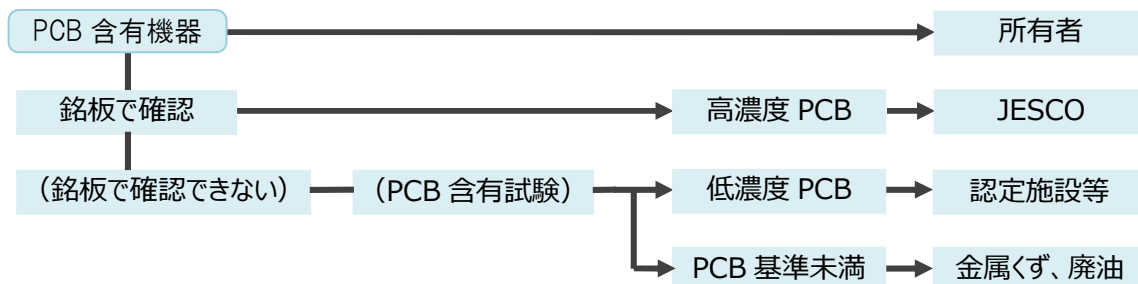 PCB 含有機器
所有者
銘板で確認
高濃度 PCB
JESCO
（銘板で確認できない）
（PCB 含有試験）
低濃度 PCB
認定施設等
PCB 基準未満
金属くず、廃油